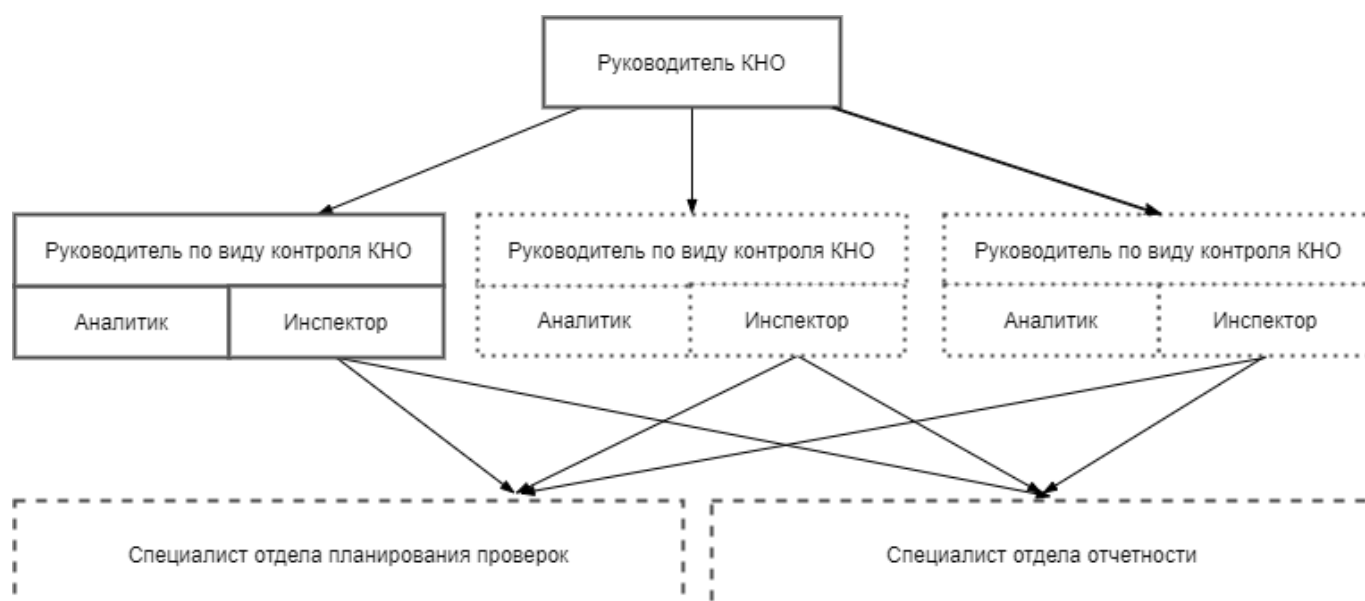 Руководитель КНО
Руководитель по виду контроля КНО
Руководитель по виду контроля КНО
Руководитель по виду контроля КНО
Аналитик
Инспектор
Аналитик
Инспектор
Аналитик
Инспектор
Специалист отдела планирования проверок
Специалист отдела отчетности